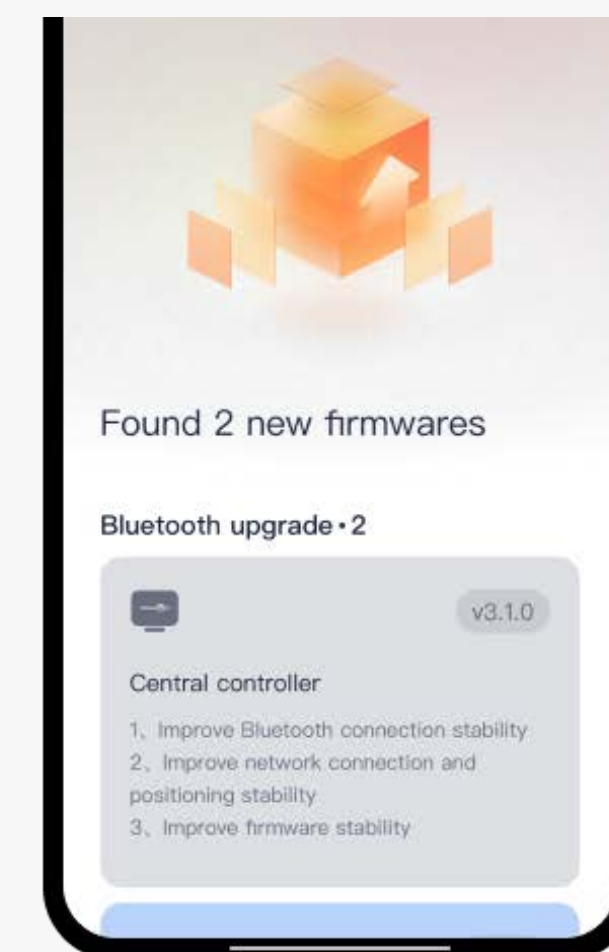 Found 2 new firmwares
Bluetooth upgrade·2
v3.1.0
Central controller
1、Improve Bluetooth connection stability
2、Improve network connection and
positioning stability
3、Improve firmware stability